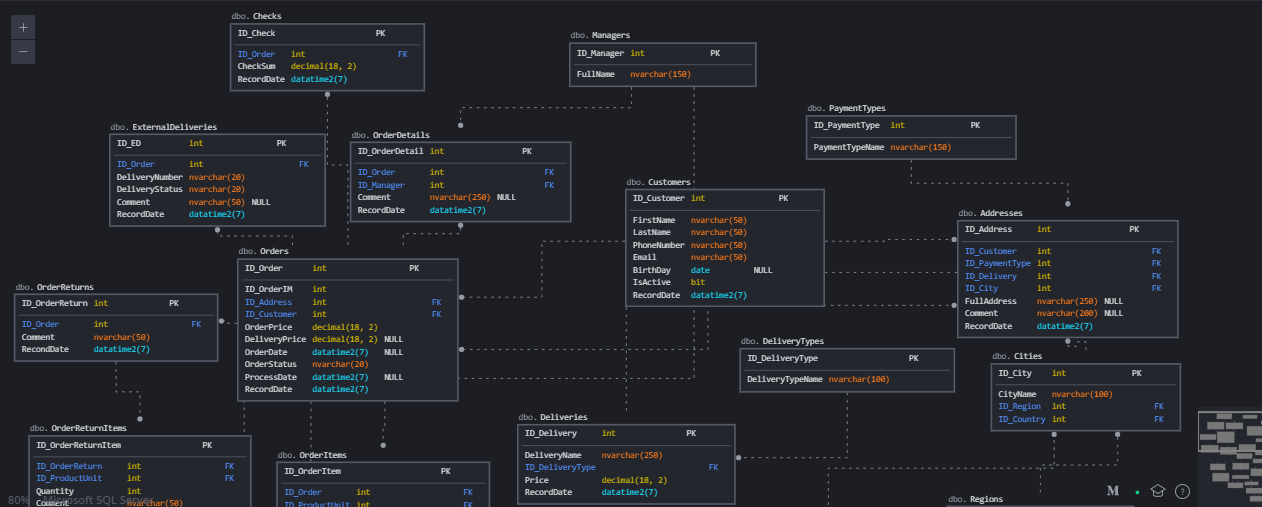 +
−
dbo. Checks
ID_Check PK
ID_Order int FK
CheckSum decimal(18, 2)
RecordDate datatime2(7)
dbo. Managers
ID_Manager int PK
FullName nvarchar(150)
dbo. PaymentTypes
ID_PaymentType int PK
PaymentTypeName nvarchar(150)
dbo. ExternalDeliveries
ID_ED int PK
ID_Order int FK
DeliveryNumber nvarchar(20)
DeliveryStatus nvarchar(20)
Comment nvarchar(50) NULL
RecordDate datatime2(7)
dbo. OrderDetails
ID_OrderDetail int PK
ID_Order int FK
ID_Manager int FK
Comment nvarchar(250) NULL
RecordDate datatime2(7)
dbo. Customers
ID_Customer int PK
FirstName nvarchar(50)
LastName nvarchar(50)
PhoneNumber nvarchar(50)
Email nvarchar(50)
BirthDay date NULL
IsActive bit
RecordDate datatime2(7)
dbo. Addresses
ID_Address int PK
ID_Customer int FK
ID_PaymentType int FK
ID_Delivery int FK
ID_City int FK
FullAddress nvarchar(250) NULL
Comment nvarchar(200) NULL
RecordDate datatime2(7)
dbo. Orders
ID_Order int PK
ID_OrderIM int
ID_Address int FK
ID_Customer int FK
OrderPrice decimal(18, 2)
DeliveryPrice decimal(18, 2) NULL
OrderDate datatime2(7) NULL
OrderStatus nvarchar(20)
ProcessDate datatime2(7) NULL
RecordDate datatime2(7)
dbo. OrderReturns
ID_OrderReturn int PK
ID_Order int FK
Comment nvarchar(50)
RecondDate datatime2(7)
dbo. DeliveryTypes
ID_DeliveryType PK
DeliveryTypeName nvarchar(100)
dbo. Cities
ID_City int PK
CityName nvarchar(100)
ID_Region int FK
ID_Country int FK
dbo. Deliveries
ID_Delivery int PK
DeliveryName nvarchar(250)
ID_DeliveryType FK
Price decimal(18, 2)
RecordDate datatime2(7)
dbo. OrderReturnItems
ID_OrderReturnItem PK
ID_OrderReturn int FK
ID_ProductUnit int FK
Quantity int
Comment nvarchar(50)
dbo. OrderItems
ID_OrderItem PK
ID_Order int FK
ID_ProductUnit int FK
dbo. Regions
80% Microsoft SQL Server
M
?